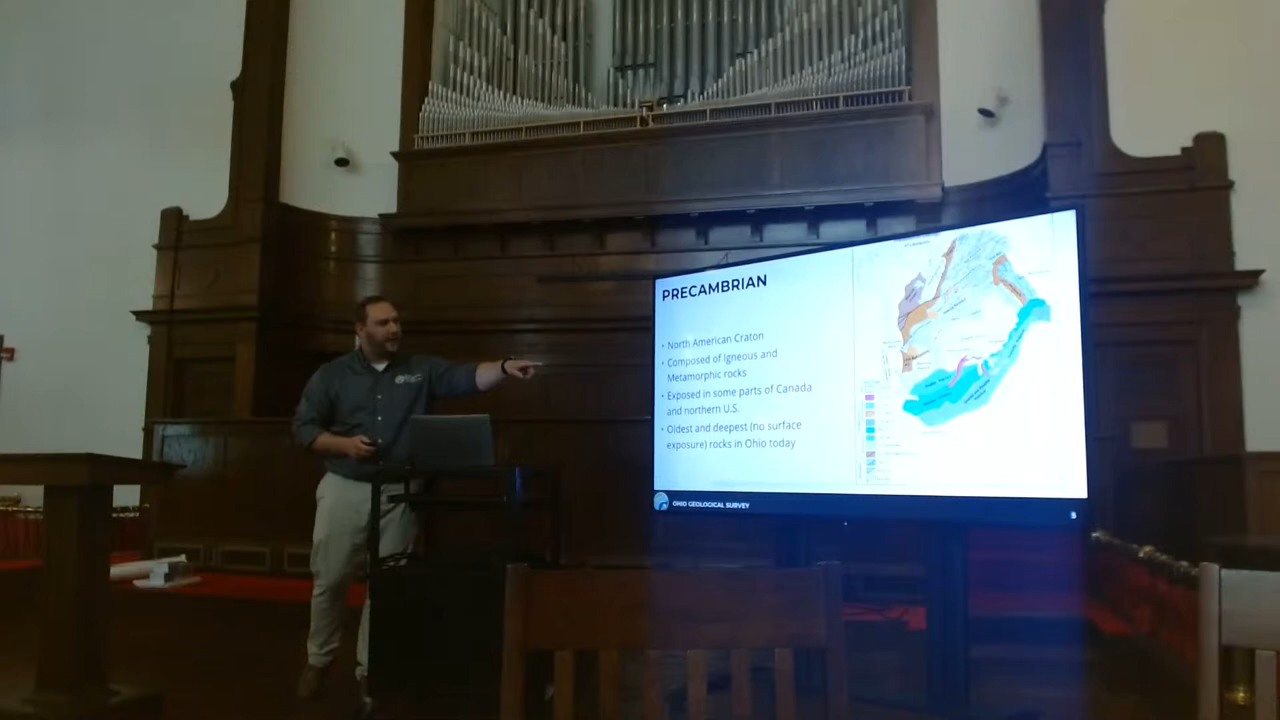 PRECAMBRIAN
• North American Craton
• Composed of Igneous and
Metamorphic rocks
• Exposed in some parts of Canada
and northern U.S.
• Oldest and deepest (no surface
exposure) rocks in Ohio today
OHIO GEOLOGICAL SURVEY
5